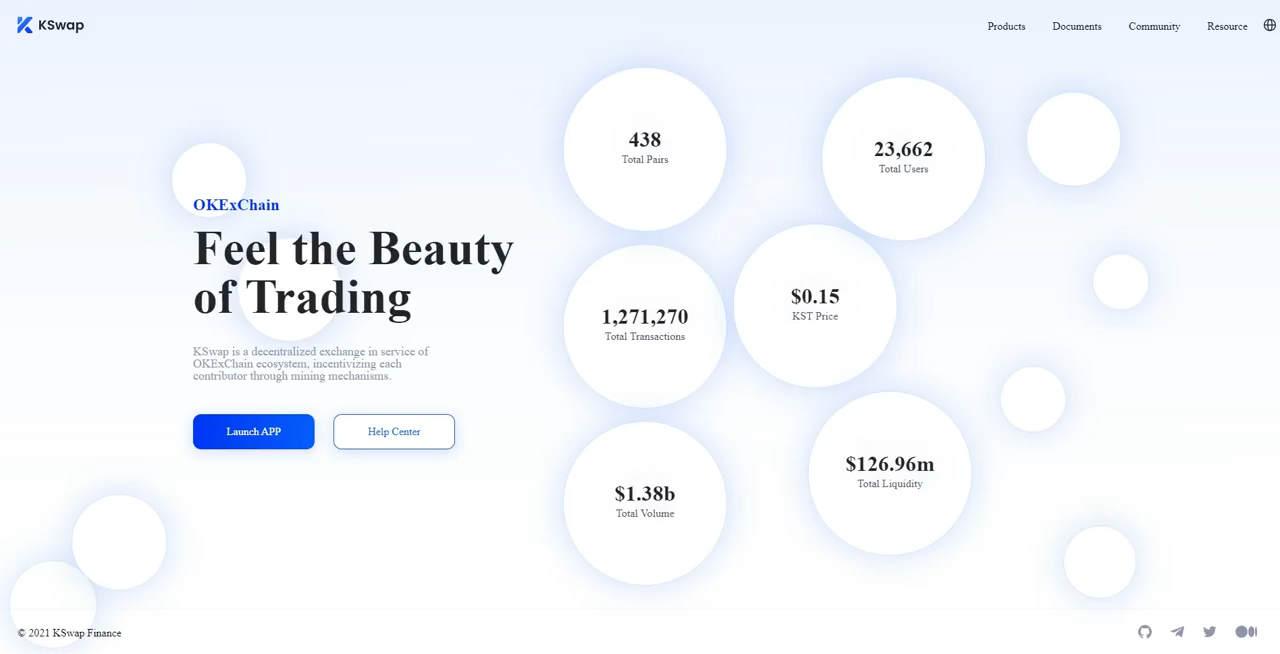 KSwap
Products
Documents
Community
Resource
OKExChain
Feel the Beauty
of Trading
KSwap is a decentralized exchange in service of
OKExChain ecosystem, incentivizing each
contributor through mining mechanisms.
Launch APP
Help Center
438
Total Pairs
23,662
Total Users
1,271,270
Total Transactions
$0.15
KST Price
$1.38b
Total Volume
$126.96m
Total Liquidity
© 2021 KSwap Finance